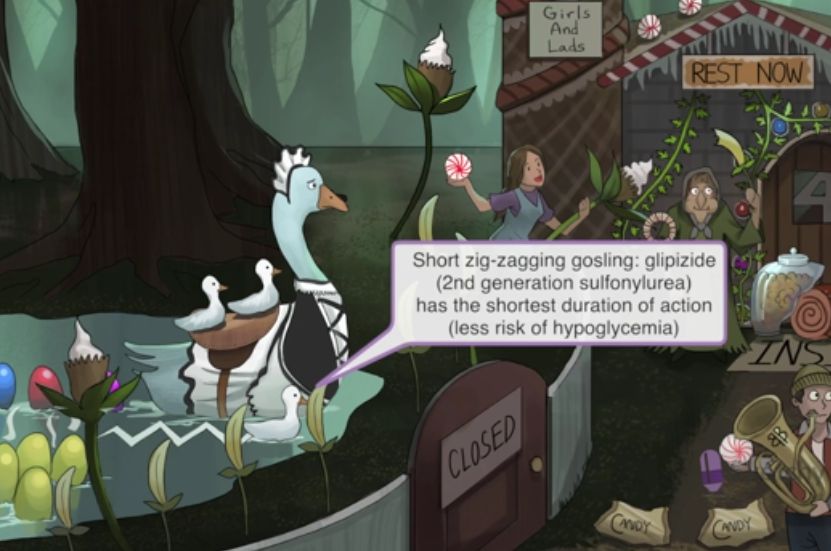 Girls
And
Lads
REST NOW
Short zig-zagging gosling: glipizide
(2nd generation sulfonylurea)
has the shortest duration of action
(less risk of hypoglycemia)
4
INS
CLOSED
CANDY
CANDY